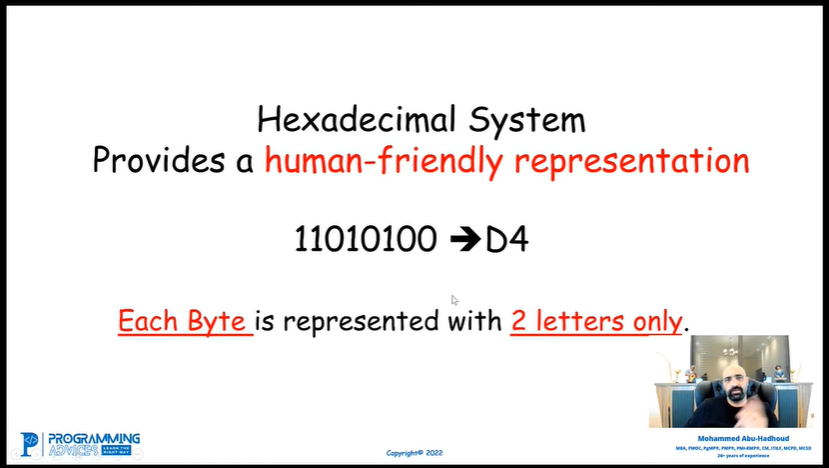 Hexadecimal System
Provides a human-friendly representation
11010100 ➔ D4
Each Byte is represented with 2 letters only.
Mohammed Abu-Hadhoud
MBA, PMOC, PgMP®, PMP®, PMI-RMP®, CM, ITILF, MCPD, MCSD
26+ years of experience
PROGRAMMING
ADVICES LEARN THE
RIGHT WAY
Copyright© 2022